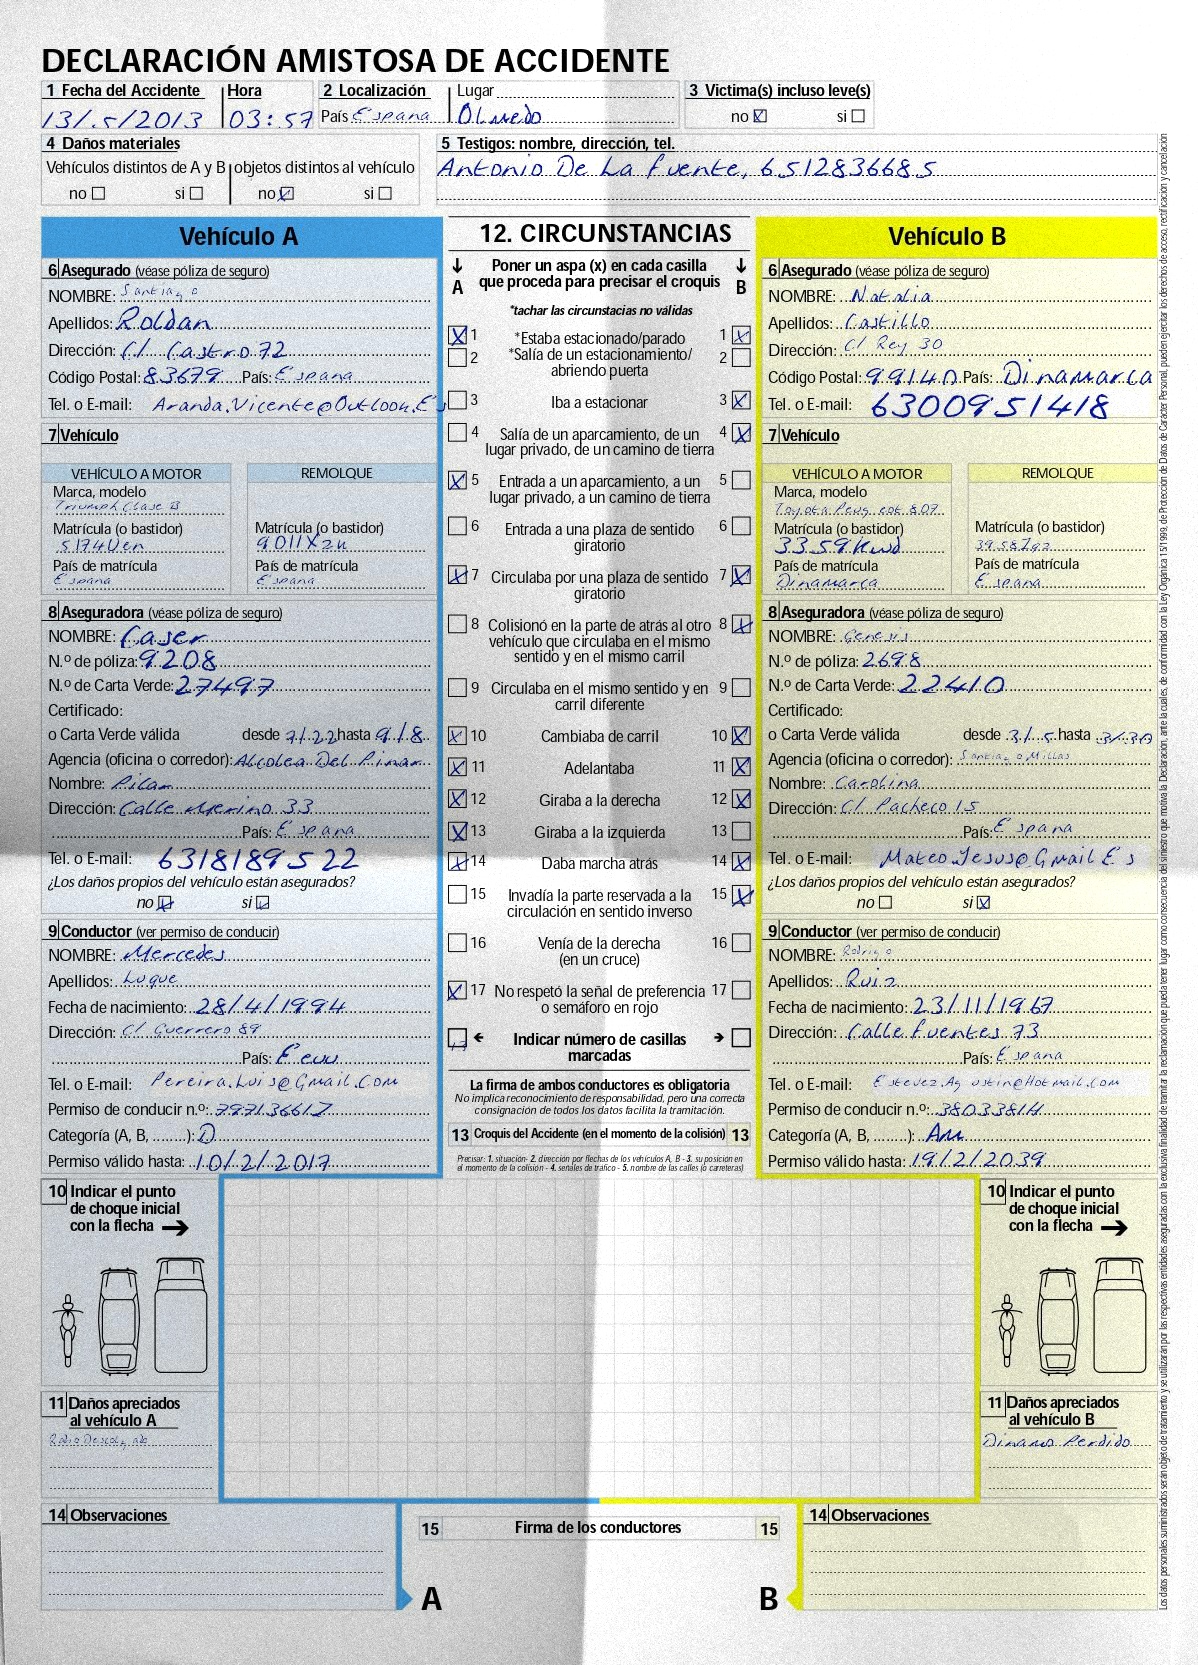 DECLARACIÓN AMISTOSA DE ACCIDENTE
1 Fecha del Accidente Hora 2 Localización Lugar 3 Victima(s) incluso leve(s)
13/5/2013 03:57 País Espana Olmedo no si
4 Daños materiales
Vehículos distintos de A y B objetos distintos al vehículo
no si no si
5 Testigos: nombre, dirección, tel.
Antonio De La Fuente, 6512836685
Vehículo A
6 Asegurado (véase póliza de seguro)
NOMBRE: Santiago
Apellidos: Roldan
Dirección: C/ Castro 72
Código Postal: 83679 País: Espana
Tel. o E-mail: Aranda.Vicente@Outlook.Es
7 Vehículo
VEHÍCULO A MOTOR REMOLQUE
Marca, modelo
Triumph Clase B
Matrícula (o bastidor) Matrícula (o bastidor)
5174Uen 9011Xzu
País de matrícula País de matrícula
Espana Espana
8 Aseguradora (véase póliza de seguro)
NOMBRE: Caser
N.º de póliza: 9208
N.º de Carta Verde: 27497
Certificado:
o Carta Verde válida desde 7/22 hasta 9/8
Agencia (oficina o corredor): Alcolea Del Pinar
Nombre: Pilar
Dirección: Calle Merino 33
País: Espana
Tel. o E-mail: 6318189522
¿Los daños propios del vehículo están asegurados?
no si
9 Conductor (ver permiso de conducir)
NOMBRE: Mercedes
Apellidos: Luque
Fecha de nacimiento: 28/4/1994
Dirección: C/ Guerrero 89
País: Eeuu
Tel. o E-mail: Pereira.Luis@Gmail.Com
Permiso de conducir n.º: 79713661Z
Categoría (A, B, ........): D
Permiso válido hasta: 10/2/2017
12. CIRCUNSTANCIAS
A Poner un aspa (x) en cada casilla que proceda para precisar el croquis B
*tachar las circunstacias no válidas
1 *Estaba estacionado/parado 1
2 *Salía de un estacionamiento/ 2
abriendo puerta
3 Iba a estacionar 3
4 Salía de un aparcamiento, de un 4
lugar privado, de un camino de tierra
5 Entrada a un aparcamiento, a un 5
lugar privado, a un camino de tierra
6 Entrada a una plaza de sentido 6
giratorio
7 Circulaba por una plaza de sentido 7
giratorio
8 Colisionó en la parte de atrás al otro 8
vehículo que circulaba en el mismo
sentido y en el mismo carril
9 Circulaba en el mismo sentido y en 9
carril diferente
10 Cambiaba de carril 10
11 Adelantaba 11
12 Giraba a la derecha 12
13 Giraba a la izquierda 13
14 Daba marcha atrás 14
15 Invadía la parte reservada a la 15
circulación en sentido inverso
16 Venía de la derecha 16
(en un cruce)
17 No respetó la señal de preferencia 17
o semáforo en rojo
Indicar número de casillas
marcadas
La firma de ambos conductores es obligatoria
No implica reconocimiento de responsabilidad, pero una correcta
consignación de todos los datos facilita la tramitación.
13 Croquis del Accidente (en el momento de la colisión) 13
Precisar: 1. situación- 2. dirección por flechas de los vehículos A, B - 3. su posición en
el momento de la colisión - 4. señales de tráfico - 5. nombre de las calles (o carreteras)
Vehículo B
6 Asegurado (véase póliza de seguro)
NOMBRE: Natalia
Apellidos: Castillo
Dirección: C/ Rey 30
Código Postal: 99140 País: Dinamarca
Tel. o E-mail: 6300951418
7 Vehículo
VEHÍCULO A MOTOR REMOLQUE
Marca, modelo
Toyota Peugeot 807
Matrícula (o bastidor) Matrícula (o bastidor)
3359Kwd 3958Zgz
País de matrícula País de matrícula
Dinamarca Espana
8 Aseguradora (véase póliza de seguro)
NOMBRE: Genesis
N.º de póliza: 2698
N.º de Carta Verde: 22410
Certificado:
o Carta Verde válida desde 31/5 hasta 3/30
Agencia (oficina o corredor): Santiago Millas
Nombre: Carolina
Dirección: C/ Pacheco 15
País: Espana
Tel. o E-mail: Mateo.Jesus@Gmail.Es
¿Los daños propios del vehículo están asegurados?
no si
9 Conductor (ver permiso de conducir)
NOMBRE: Rodrigo
Apellidos: Ruiz
Fecha de nacimiento: 23/11/1967
Dirección: Calle Fuentes 73
País: Espana
Tel. o E-mail: Estevez.Agustin@Hotmail.Com
Permiso de conducir n.º: 38033814
Categoría (A, B, ........): Am
Permiso válido hasta: 19/2/2039
10 Indicar el punto
de choque inicial
con la flecha
11 Daños apreciados
al vehículo A
Radio Descolgado
14 Observaciones
10 Indicar el punto
de choque inicial
con la flecha
11 Daños apreciados
al vehículo B
Dinamo Perdido
14 Observaciones
15 Firma de los conductores 15
A B
Los datos personales suministrados serán objeto de tratamiento y se utilizarán por las respectivas entidades aseguradas con la exclusiva finalidad de tramitar la reclamación que pueda tener lugar como consecuencia del siniestro que motiva la Declaración, ante la cuales, de conformidad con la Ley Orgánica 15/1999, de Protección de Datos de Carácter Personal, pueden ejercitar los derechos de acceso, rectificación y cancelación